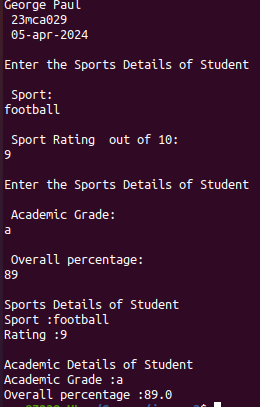 George Paul
23mca029
05-apr-2024
Enter the Sports Details of Student
Sport:
football
Sport Rating  out of 10:
9
Enter the Sports Details of Student
Academic Grade:
a
Overall percentage:
89
Sports Details of Student
Sport :football
Rating :9
Academic Details of Student
Academic Grade :a
Overall percentage :89.0